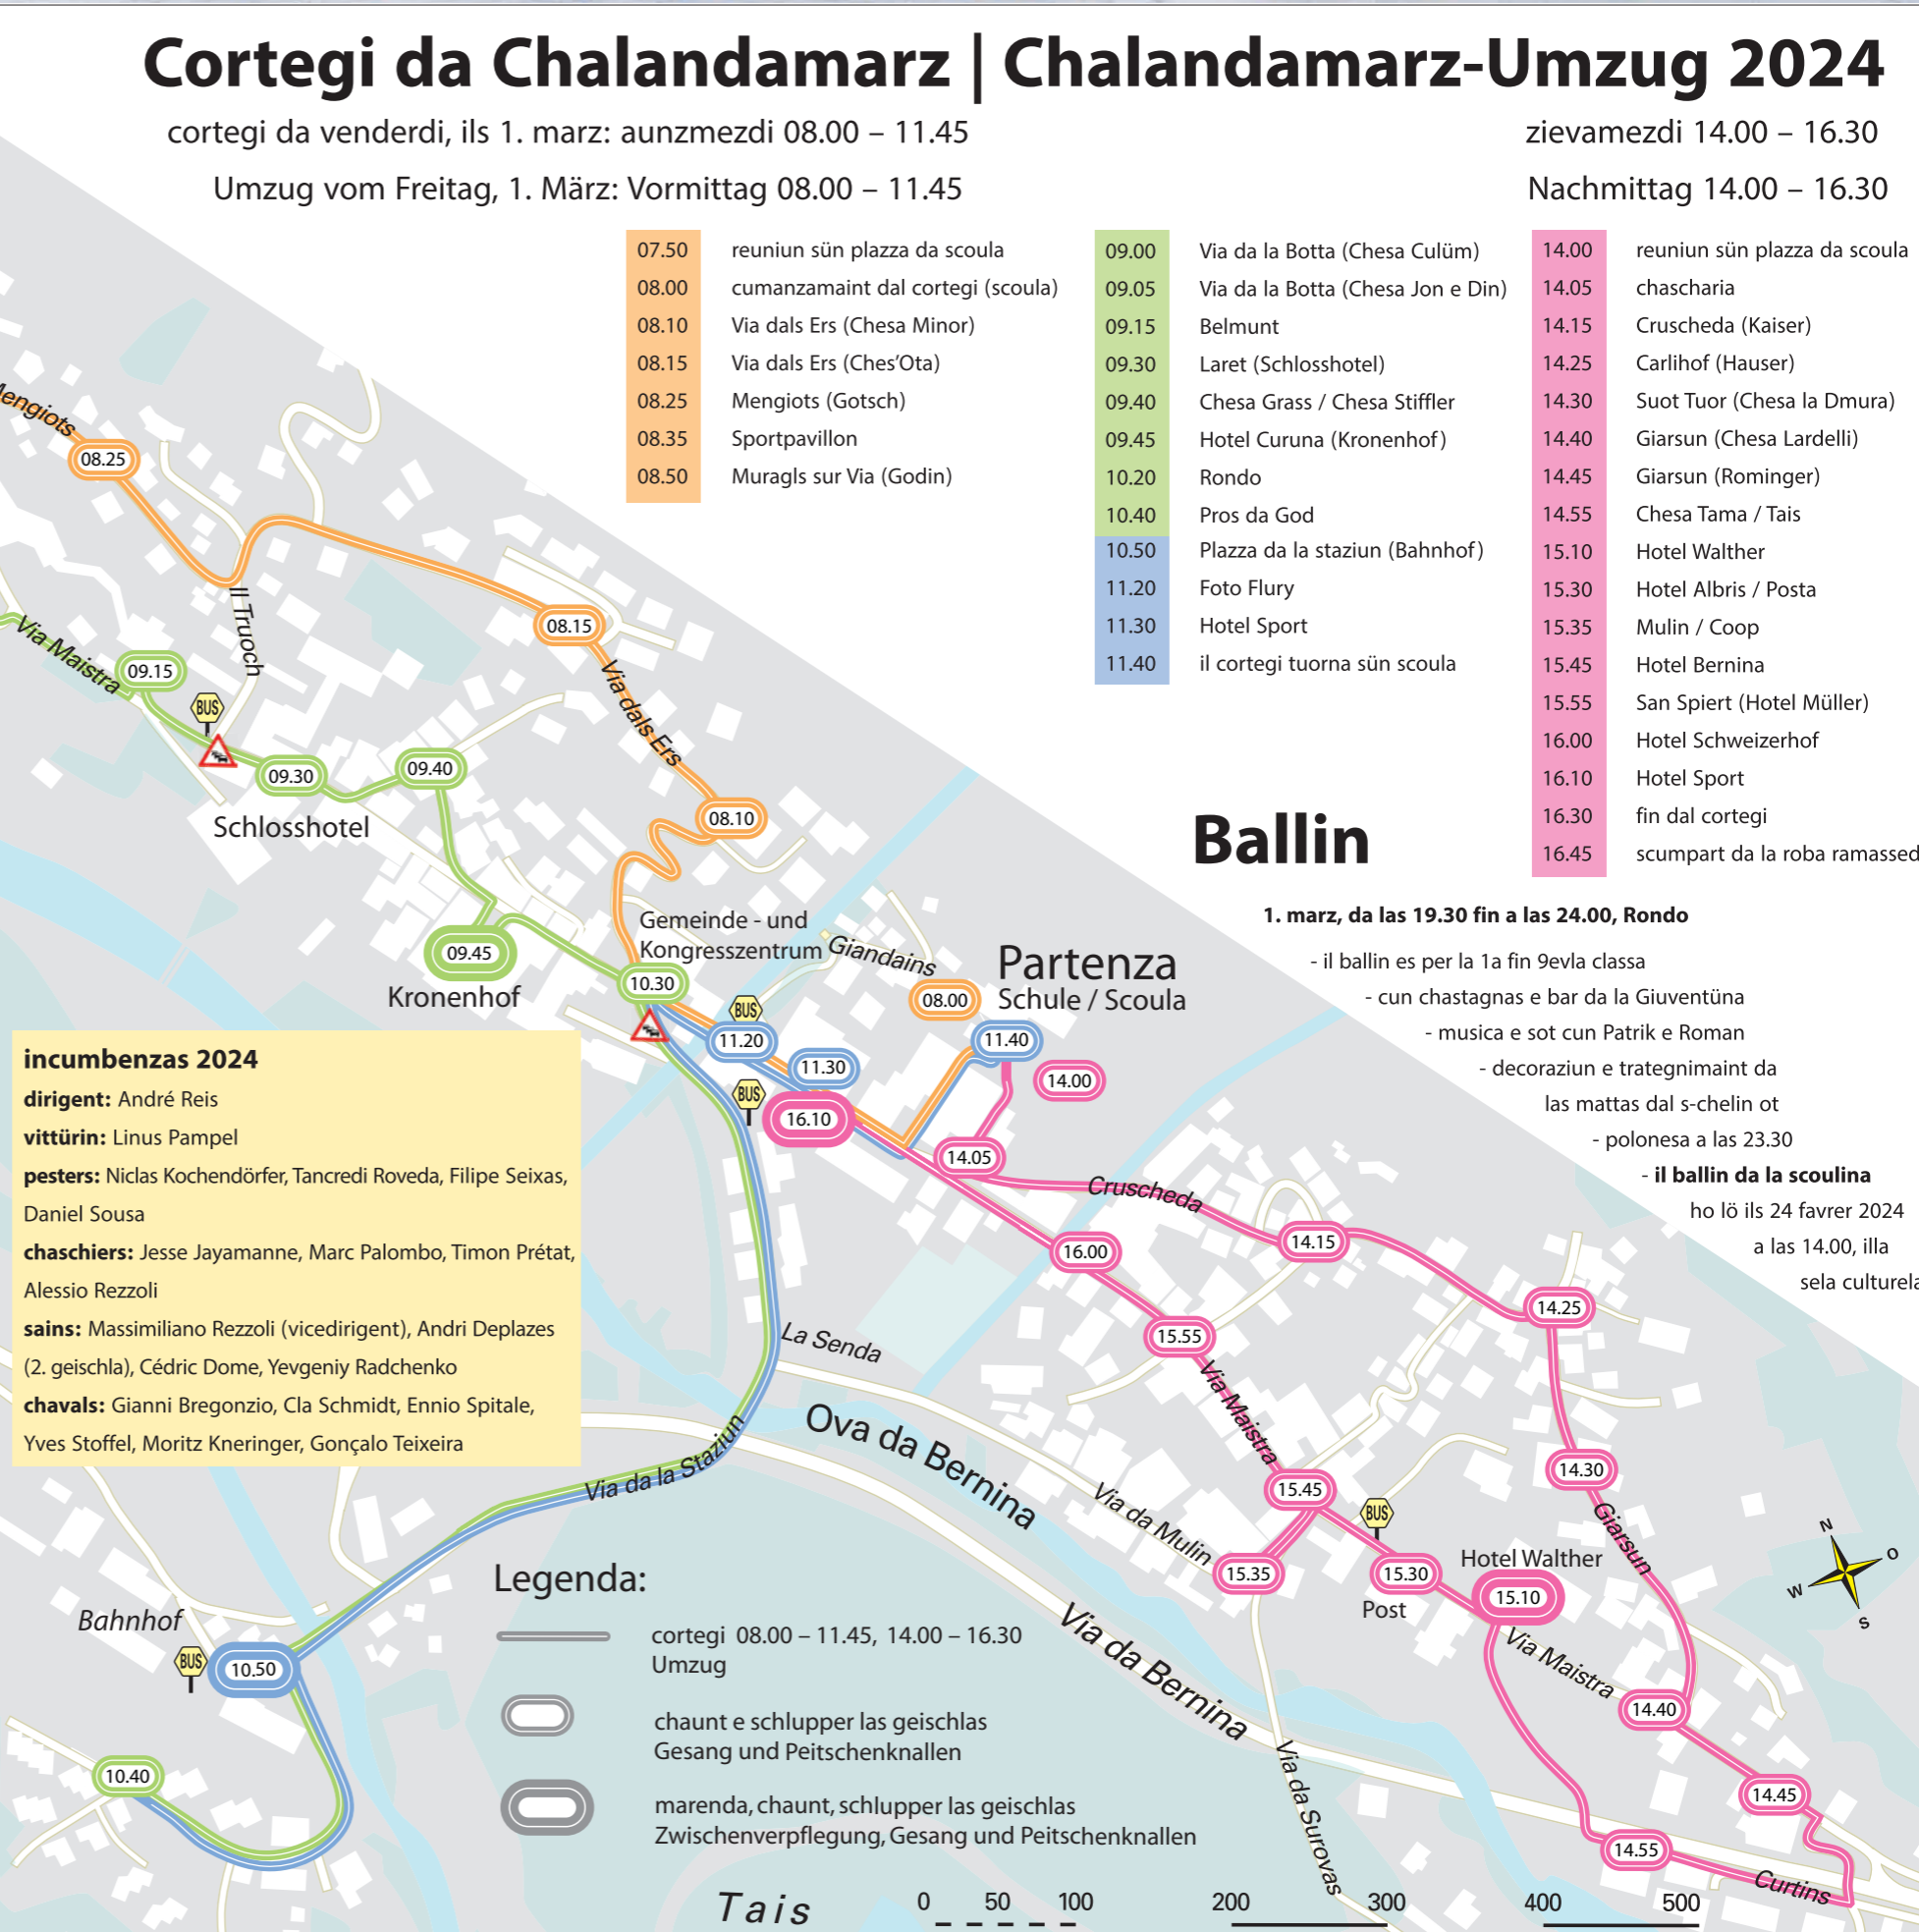 Cortegi da Chalandamarz | Chalandamarz-Umzug 2024
cortegi da venderdi, ils 1. marz: aunzmezdi 08.00 – 11.45
zievamezdi 14.00 – 16.30
Umzug vom Freitag, 1. März: Vormittag 08.00 – 11.45
Nachmittag 14.00 – 16.30
07.50 reuniun sün plazza da scoula
08.00 cumanzamaint dal cortegi (scoula)
08.10 Via dals Ers (Chesa Minor)
08.15 Via dals Ers (Ches'Ota)
08.25 Mengiots (Gotsch)
08.35 Sportpavillon
08.50 Muragls sur Via (Godin)
09.00 Via da la Botta (Chesa Culüm)
09.05 Via da la Botta (Chesa Jon e Din)
09.15 Belmunt
09.30 Laret (Schlosshotel)
09.40 Chesa Grass / Chesa Stiffler
09.45 Hotel Curuna (Kronenhof)
10.20 Rondo
10.40 Pros da God
10.50 Plazza da la staziun (Bahnhof)
11.20 Foto Flury
11.30 Hotel Sport
11.40 il cortegi tuorna sün scoula
14.00 reuniun sün plazza da scoula
14.05 chascharia
14.15 Cruscheda (Kaiser)
14.25 Carlihof (Hauser)
14.30 Suot Tuor (Chesa la Dmura)
14.40 Giarsun (Chesa Lardelli)
14.45 Giarsun (Rominger)
14.55 Chesa Tama / Tais
15.10 Hotel Walther
15.30 Hotel Albris / Posta
15.35 Mulin / Coop
15.45 Hotel Bernina
15.55 San Spiert (Hotel Müller)
16.00 Hotel Schweizerhof
16.10 Hotel Sport
16.30 fin dal cortegi
16.45 scumpart da la roba ramassed
Ballin
1. marz, da las 19.30 fin a las 24.00, Rondo
- il ballin es per la 1a fin 9evla classa
- cun chastagnas e bar da la Giuventüna
- musica e sot cun Patrik e Roman
- decoraziun e trategnimaint da
las mattas dal s-chelin ot
- polonesa a las 23.30
- il ballin da la scoulina
ho lö ils 24 favrer 2024
a las 14.00, illa
sela culturela
Mengiots
08.25
Il Truoch
08.15
Via Maistra
09.15
BUS
Via dals Ers
09.30
09.40
Schlosshotel
08.10
09.45
Kronenhof
Gemeinde - und
Kongresszentrum
Giandains
10.30
Partenza
Schule / Scoula
08.00
BUS
11.20
11.40
11.30
14.00
BUS
16.10
14.05
Cruscheda
14.15
16.00
14.25
15.55
La Senda
Via Maistra
Ova da Bernina
14.30
15.45
Giarsun
BUS
Via da Mulin
15.35
15.30
Post
Hotel Walther
15.10
N
O
W
S
Via Maistra
14.40
14.45
14.55
Curtins
Via da Bernina
Via da Surovas
Via da la Staziun
Bahnhof
BUS
10.50
10.40
incumbenzas 2024
dirigent: André Reis
vittürin: Linus Pampel
pesters: Niclas Kochendörfer, Tancredi Roveda, Filipe Seixas,
Daniel Sousa
chaschiers: Jesse Jayamanne, Marc Palombo, Timon Prétat,
Alessio Rezzoli
sains: Massimiliano Rezzoli (vicedirigent), Andri Deplazes
(2. geischla), Cédric Dome, Yevgeniy Radchenko
chavals: Gianni Bregonzio, Cla Schmidt, Ennio Spitale,
Yves Stoffel, Moritz Kneringer, Gonçalo Teixeira
Legenda:
cortegi 08.00 – 11.45, 14.00 – 16.30
Umzug
chaunt e schlupper las geischlas
Gesang und Peitschenknallen
marenda, chaunt, schlupper las geischlas
Zwischenverpflegung, Gesang und Peitschenknallen
Tais
0 50 100 200 300 400 500